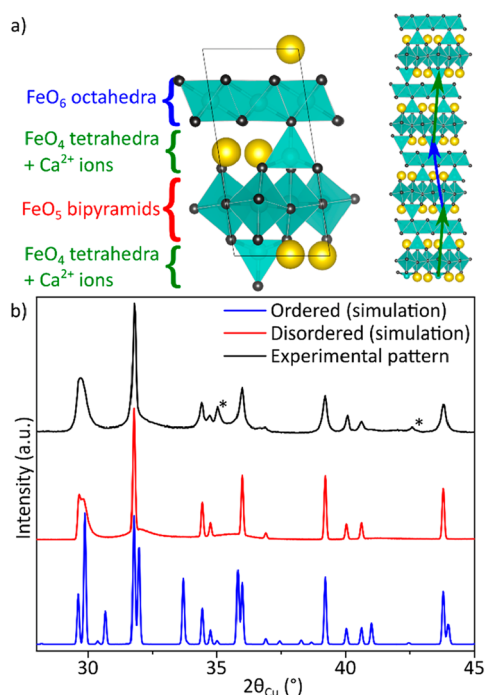 a)
FeO₆ octahedra
FeO₄ tetrahedra
+ Ca²⁺ ions
FeO₅ bipyramids
FeO₄ tetrahedra
+ Ca²⁺ ions
b)
Ordered (simulation)
Disordered (simulation)
Experimental pattern
*
*
Intensity (a.u.)
30 35 40 45
2θCu (°)